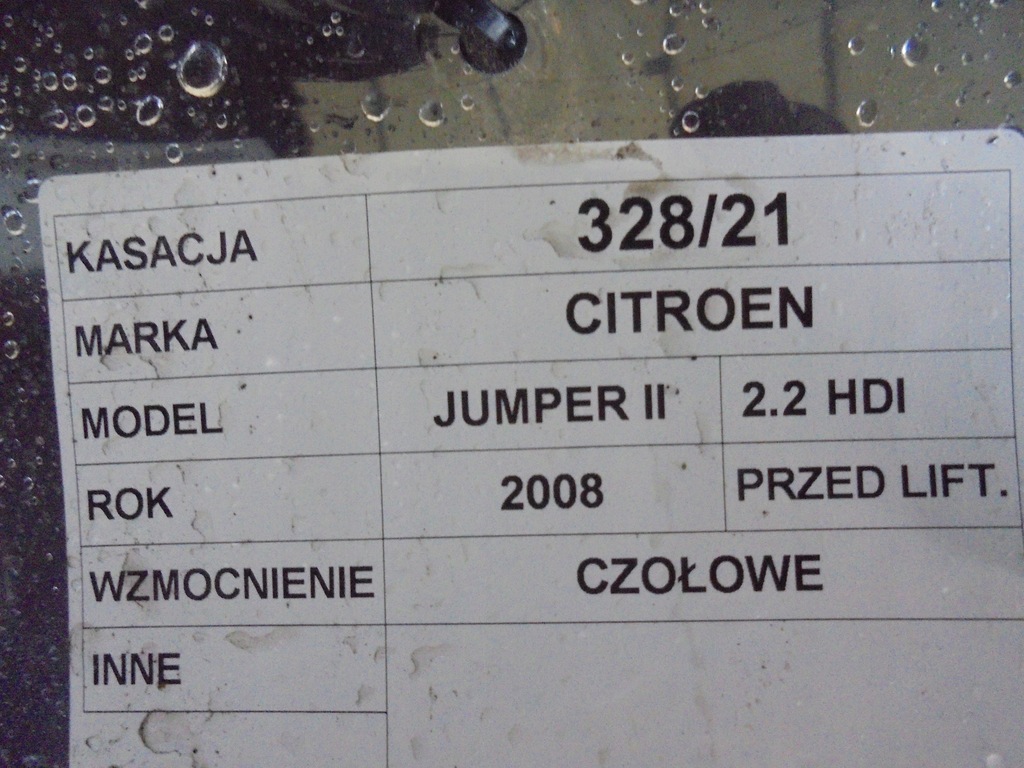 KASACJA 328/21
MARKA CITROEN
MODEL JUMPER II 2.2 HDI
ROK 2008 PRZED LIFT.
WZMOCNIENIE CZOŁOWE
INNE